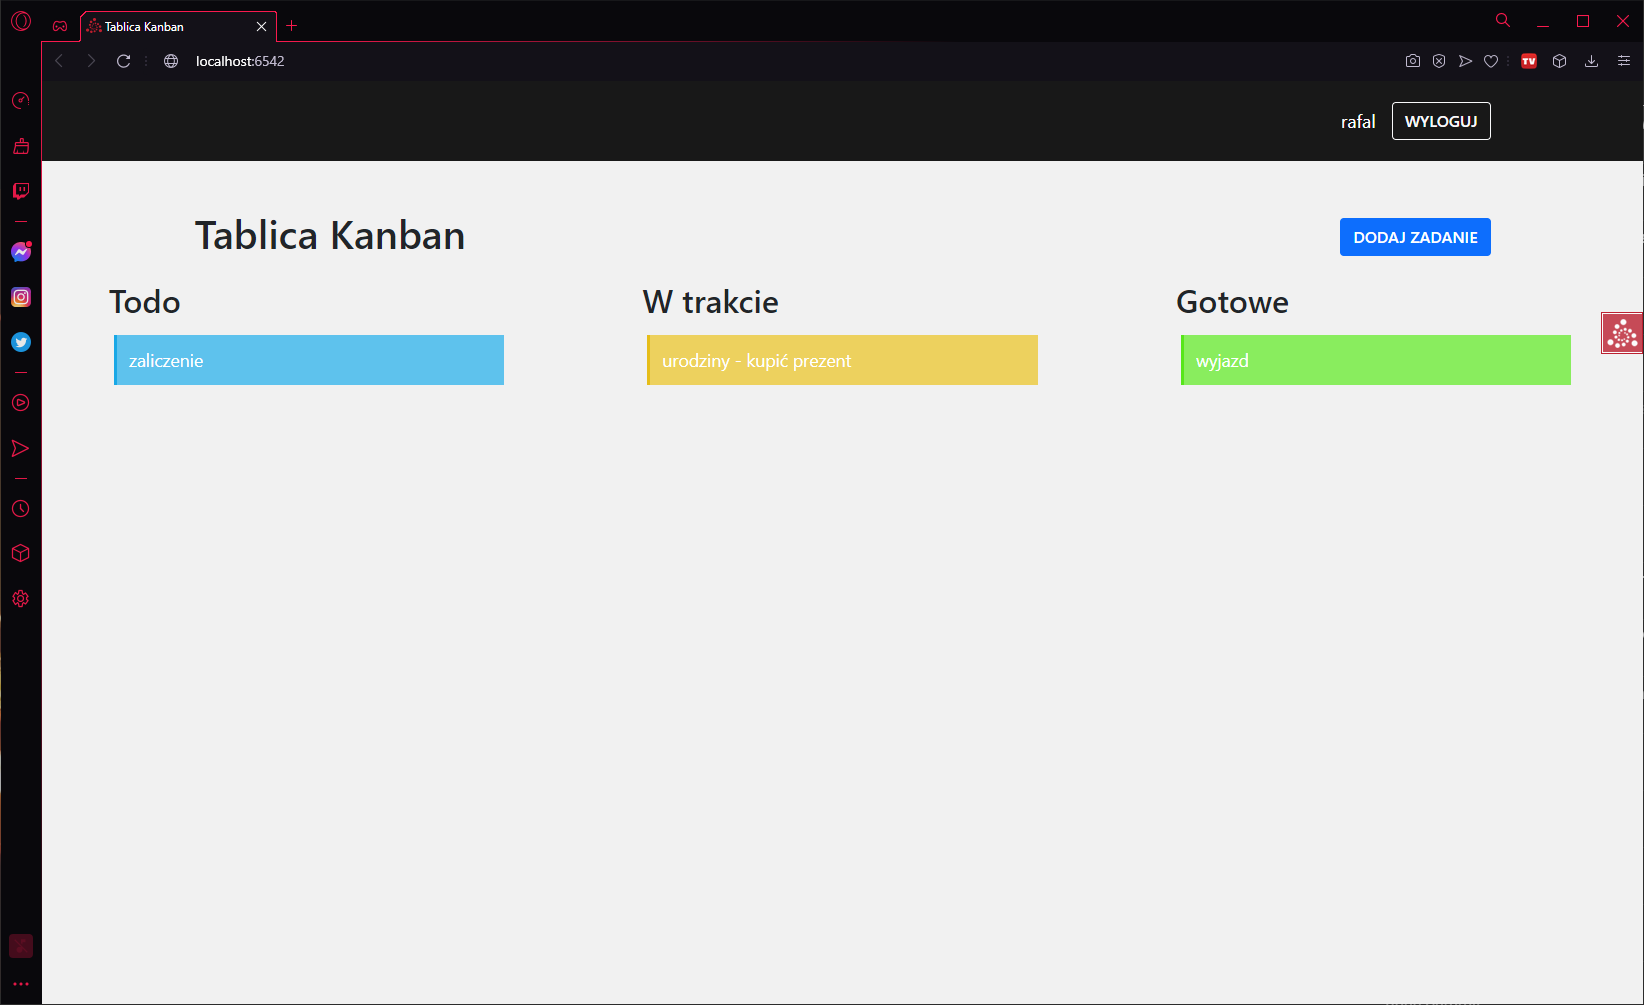 Tablica Kanban
localhost:6542
TV
rafal WYLOGUJ
Tablica Kanban
DODAJ ZADANIE
Todo
W trakcie
Gotowe
zaliczenie
urodziny - kupić prezent
wyjazd